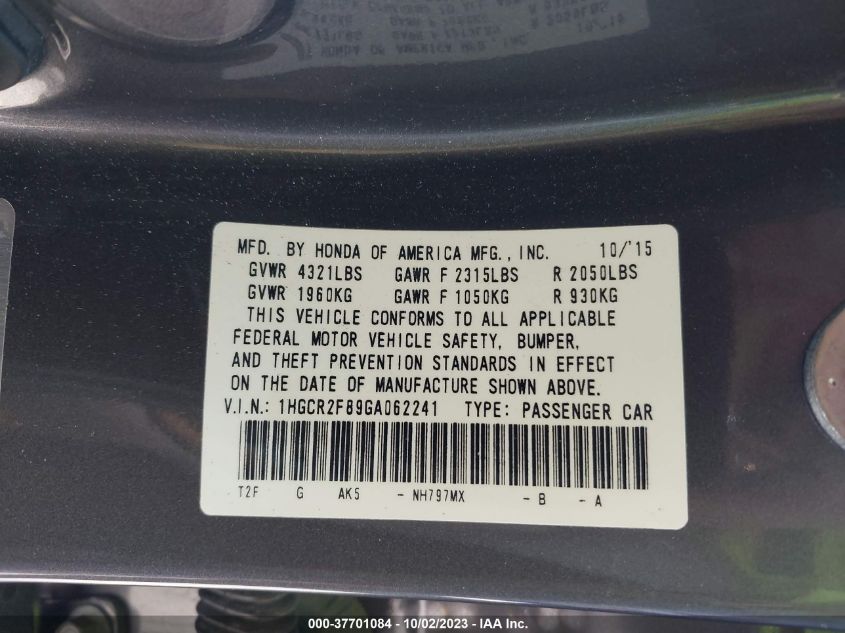 MFD. BY HONDA OF AMERICA MFG., INC. 10/'15
GVWR 4321LBS GAWR F 2315LBS R 2050LBS
GVWR 1960KG GAWR F 1050KG R 930KG
THIS VEHICLE CONFORMS TO ALL APPLICABLE
FEDERAL MOTOR VEHICLE SAFETY, BUMPER,
AND THEFT PREVENTION STANDARDS IN EFFECT
ON THE DATE OF MANUFACTURE SHOWN ABOVE.
V.I.N.: 1HGCR2F89GA062241 TYPE: PASSENGER CAR
T2F G AK5 - NH797MX - B - A
000-37701084 - 10/02/2023 - IAA Inc.